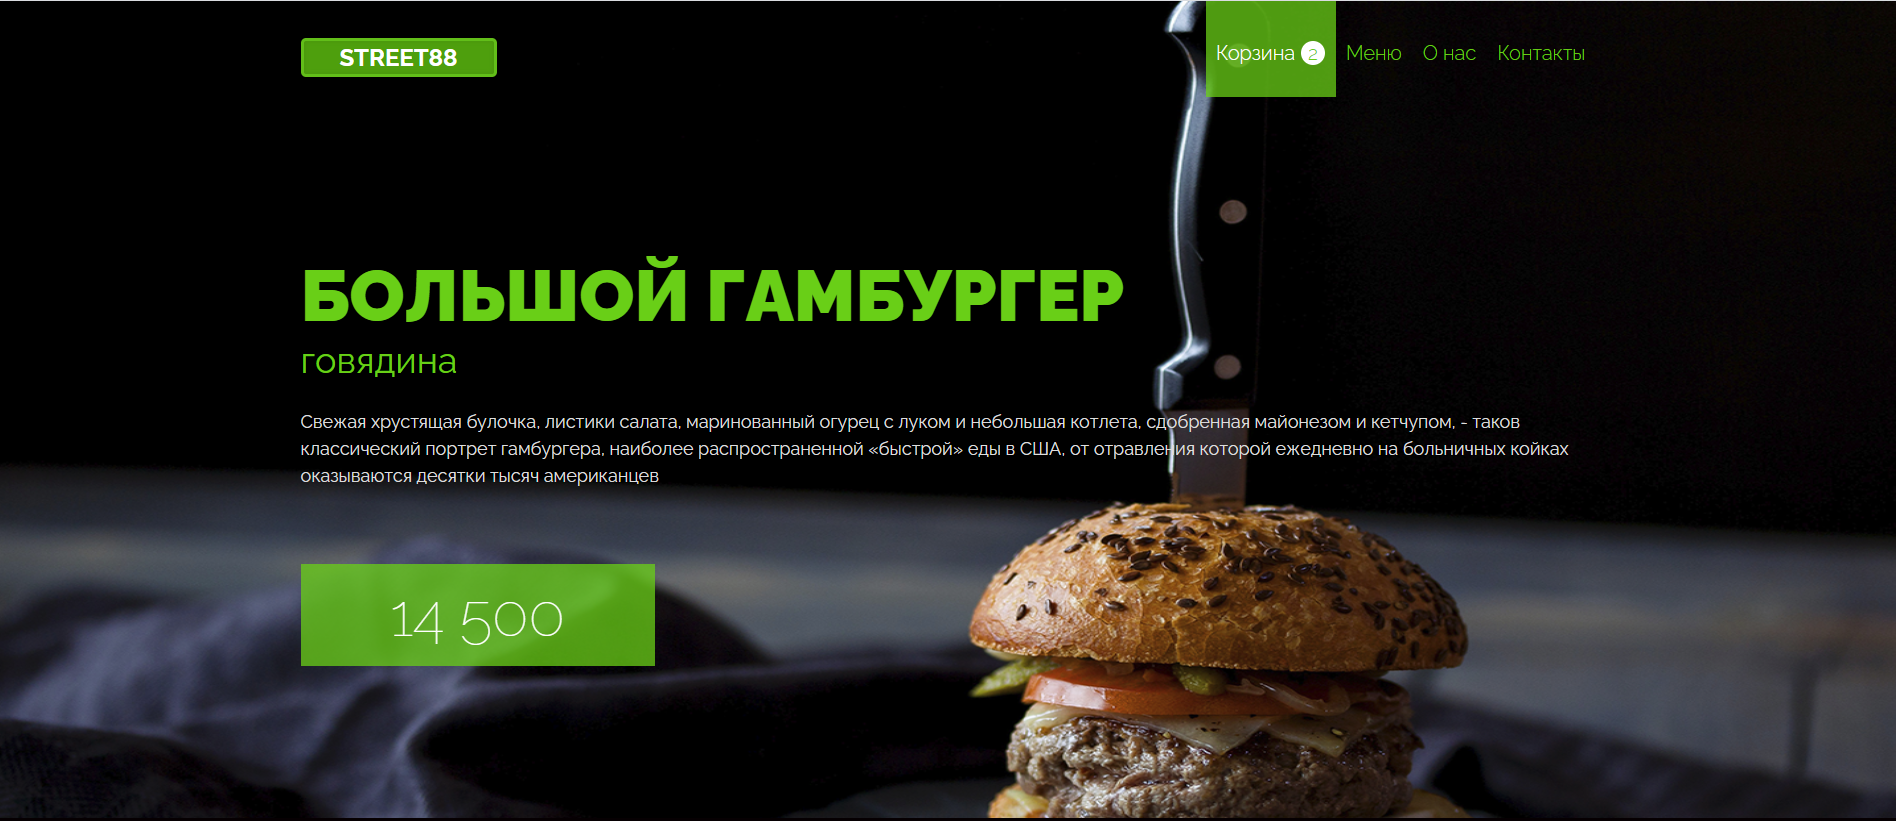 STREET88
Корзина 2 Меню О нас Контакты
БОЛЬШОЙ ГАМБУРГЕР
говядина
Свежая хрустящая булочка, листики салата, маринованный огурец с луком и небольшая котлета, сдобренная майонезом и кетчупом, - таков
классический портрет гамбургера, наиболее распространенной «быстрой» еды в США, от отравления которой ежедневно на больничных койках
оказываются десятки тысяч американцев
14 500